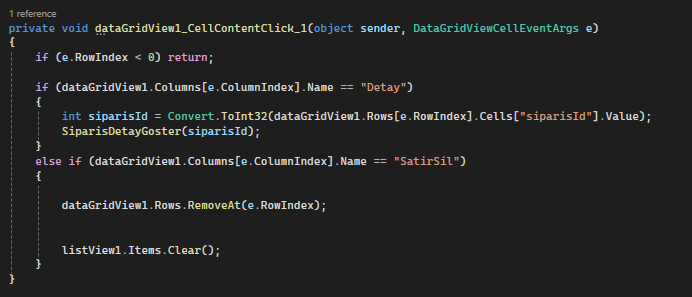 1 reference
private void dataGridView1_CellContentClick_1(object sender, DataGridViewCellEventArgs e)
{
if (e.RowIndex < 0) return;
if (dataGridView1.Columns[e.ColumnIndex].Name == "Detay")
{
int siparisId = Convert.ToInt32(dataGridView1.Rows[e.RowIndex].Cells["siparisId"].Value);
SiparisDetayGoster(siparisId);
}
else if (dataGridView1.Columns[e.ColumnIndex].Name == "SatirSil")
{
dataGridView1.Rows.RemoveAt(e.RowIndex);
listView1.Items.Clear();
}
}